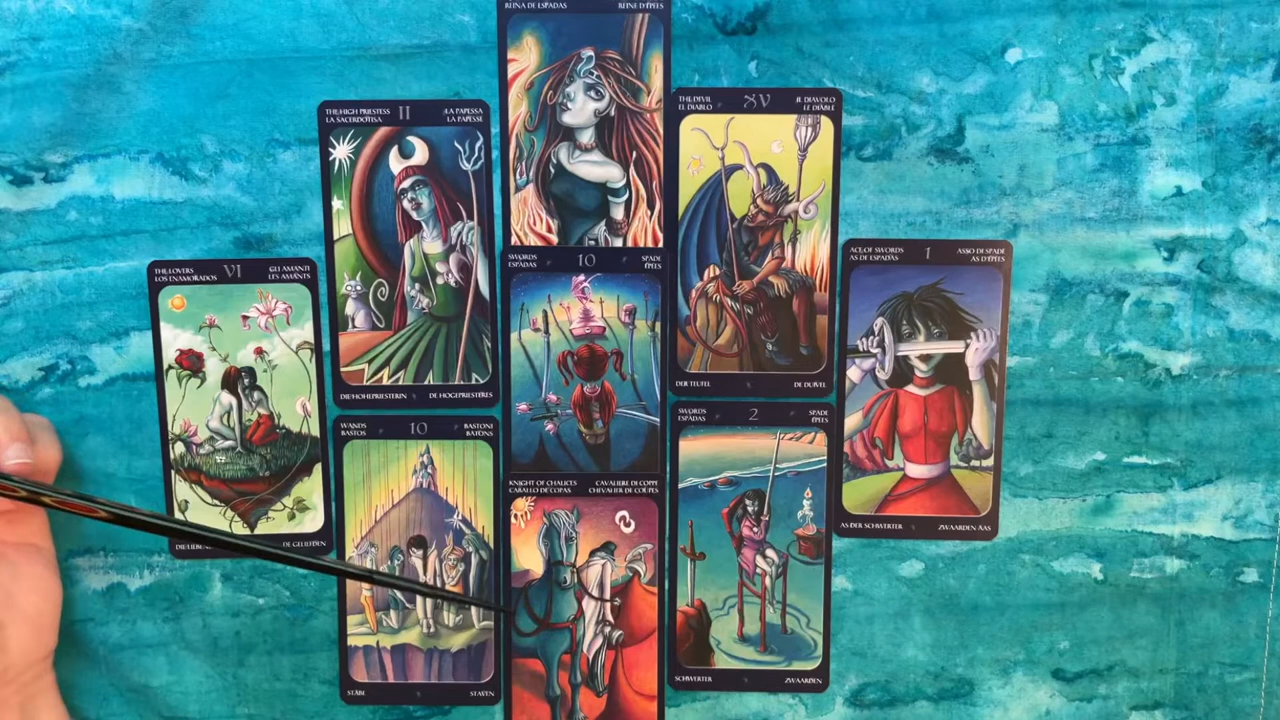 REINA DE ESPADAS REINE D'ÉPÉES
THE DEVIL XV IL DIAVOLO
EL DIABLO LE DIABLE
THE HIGH PRIESTESS II LA PAPESSA
LA SACERDOTISA LA PAPESSE
ACE OF SWORDS 1 ASSO DI SPADE
AS DE ESPADAS AS D'ÉPÉES
SWORDS 10 SPADE
ESPADAS ÉPÉES
THE LOVERS VI GLI AMANTI
LOS ENAMORADOS LES AMANTS
DER TEUFEL DE DUIVEL
DIE HOHEPRIESTERIN DE HOGEPRIESTERES
SWORDS 2 SPADE
ESPADAS ÉPÉES
WANDS 10 BASTONI
BASTOS BATONS
KNIGHT OF CHALICES CAVALIERE DI COPPE
CABALLO DE COPAS CHEVALIER DE COUPES
AS DER SCHWERTER ZWAARDEN AAS
DE GELIEFDEN
SCHWERTER ZWAARDEN
STÄBE STAVEN